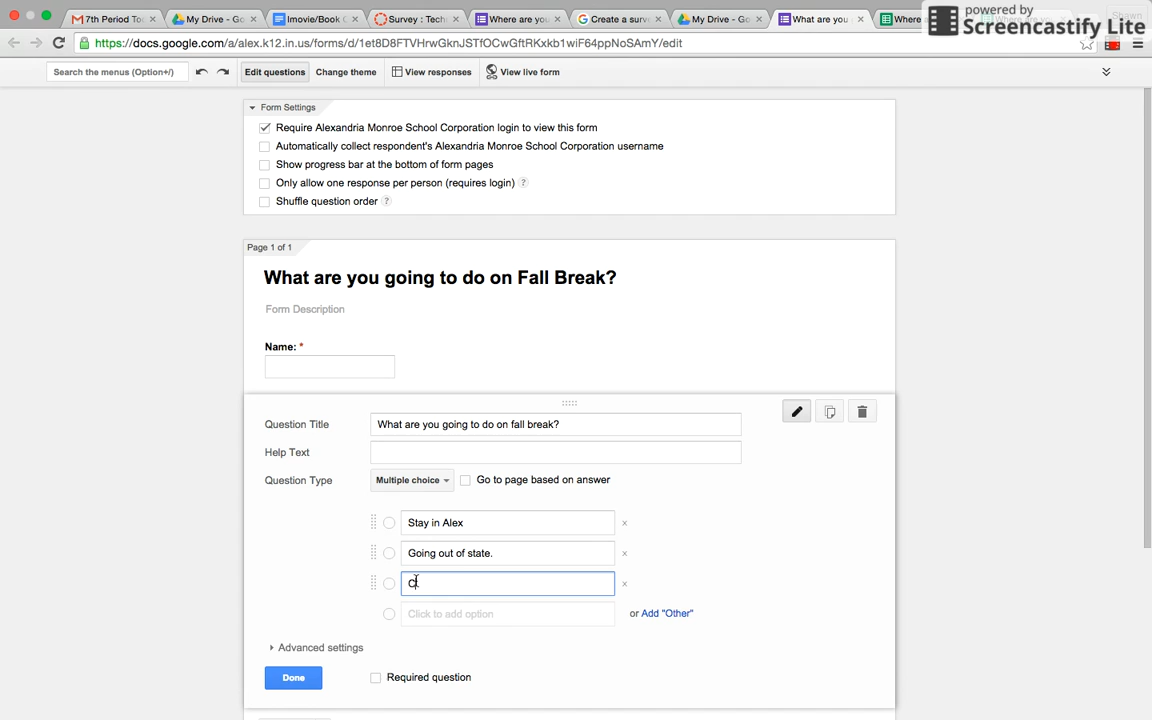 7th Period Too
My Drive - Go
Imovie/Book C
Survey : Tech
Where are you
Create a surv
My Drive - Go
What are you
Where
powered by
Screencastify Lite
https://docs.google.com/a/alex.k12.in.us/forms/d/1et8D8FTVHrwGknJSTfOCwGftRKxkb1wiF64ppNoSAmY/edit
Search the menus (Option+/)
Edit questions
Change theme
View responses
View live form
Form Settings
Require Alexandria Monroe School Corporation login to view this form
Automatically collect respondent's Alexandria Monroe School Corporation username
Show progress bar at the bottom of form pages
Only allow one response per person (requires login) ?
Shuffle question order ?
Page 1 of 1
What are you going to do on Fall Break?
Form Description
Name: *
Question Title
What are you going to do on fall break?
Help Text
Question Type
Multiple choice
Go to page based on answer
Stay in Alex
x
Going out of state.
x
x
Click to add option
or Add "Other"
Advanced settings
Done
Required question